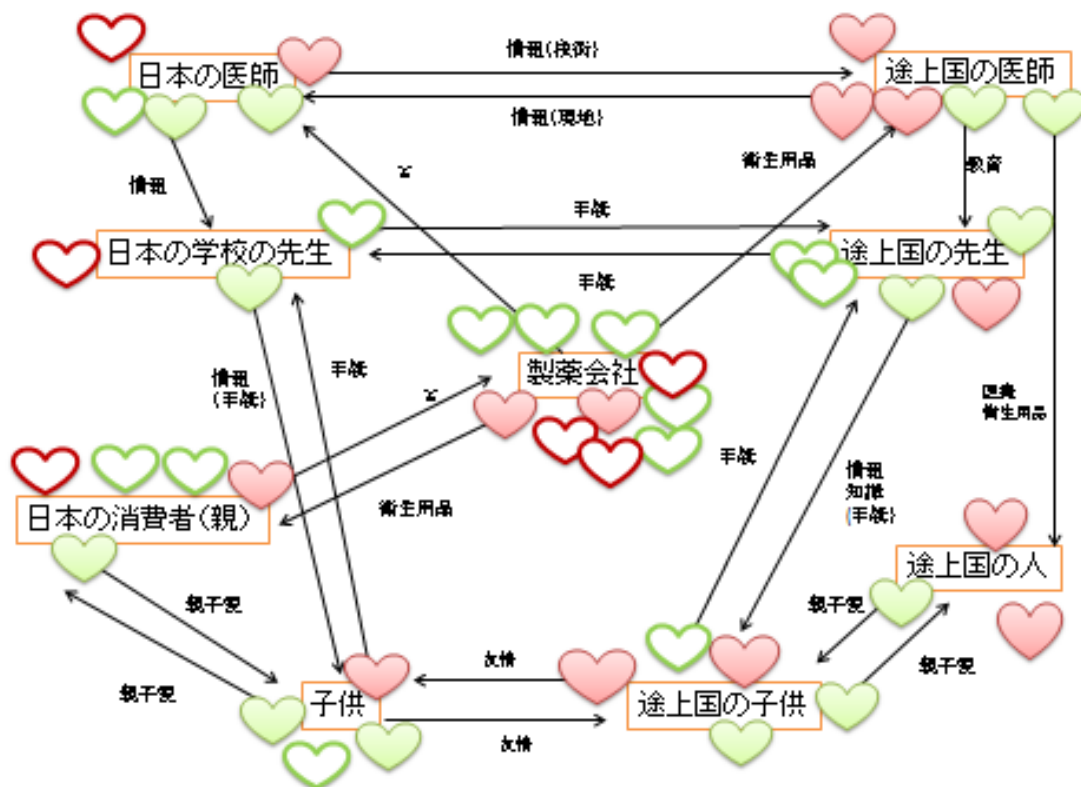 情報(技術)
日本の医師
途上国の医師
情報(現地)
衛生用品
情報
教育
手紙
日本の学校の先生
途上国の先生
手紙
製薬会社
情報
(手紙)
手紙
手紙
医療
衛生用品
情報
知識
(手紙)
日本の消費者(親)
衛生用品
途上国の人
親子愛
親子愛
親子愛
親子愛
友情
子供
途上国の子供
友情